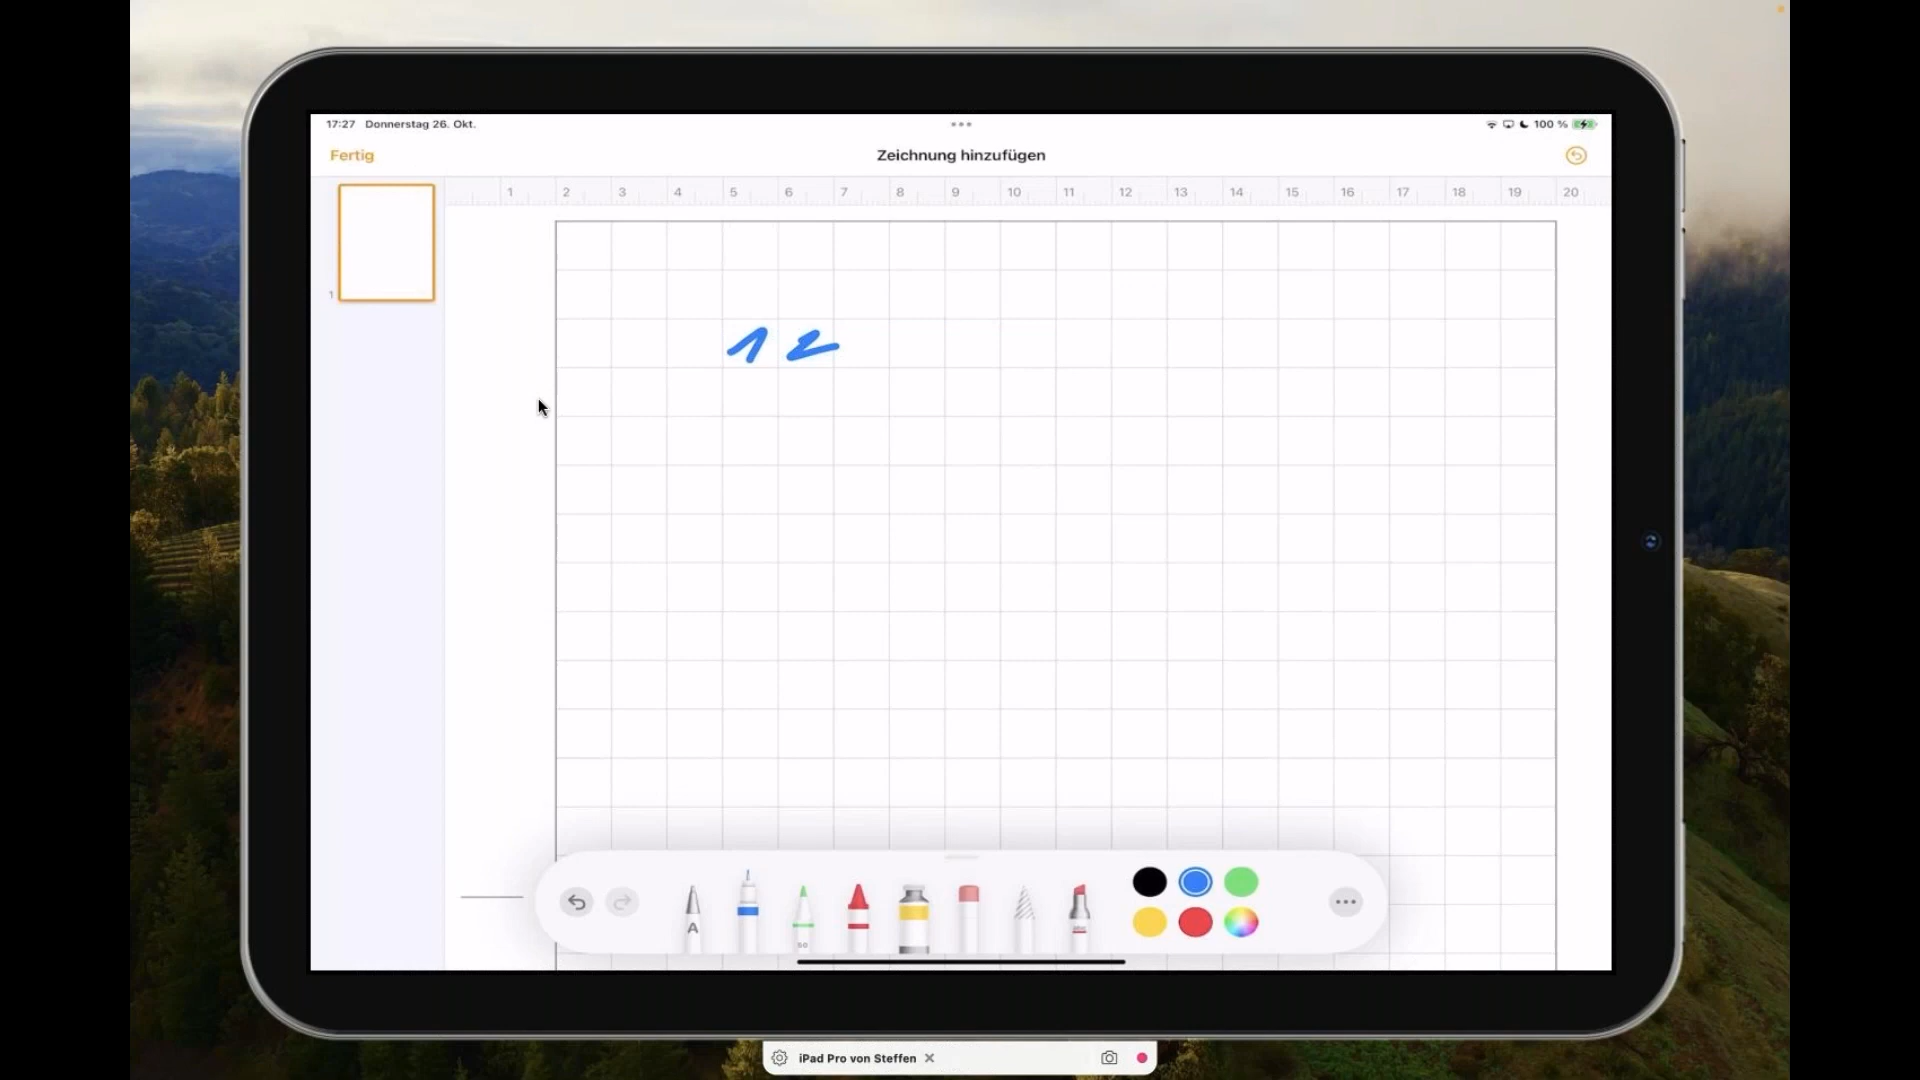 17:27 Donnerstag 26. Okt. 100 %
Fertig Zeichnung hinzufügen
1 2 3 4 5 6 7 8 9 10 11 12 13 14 15 16 17 18 19 20
1
12
A
50
iPad Pro von Steffen